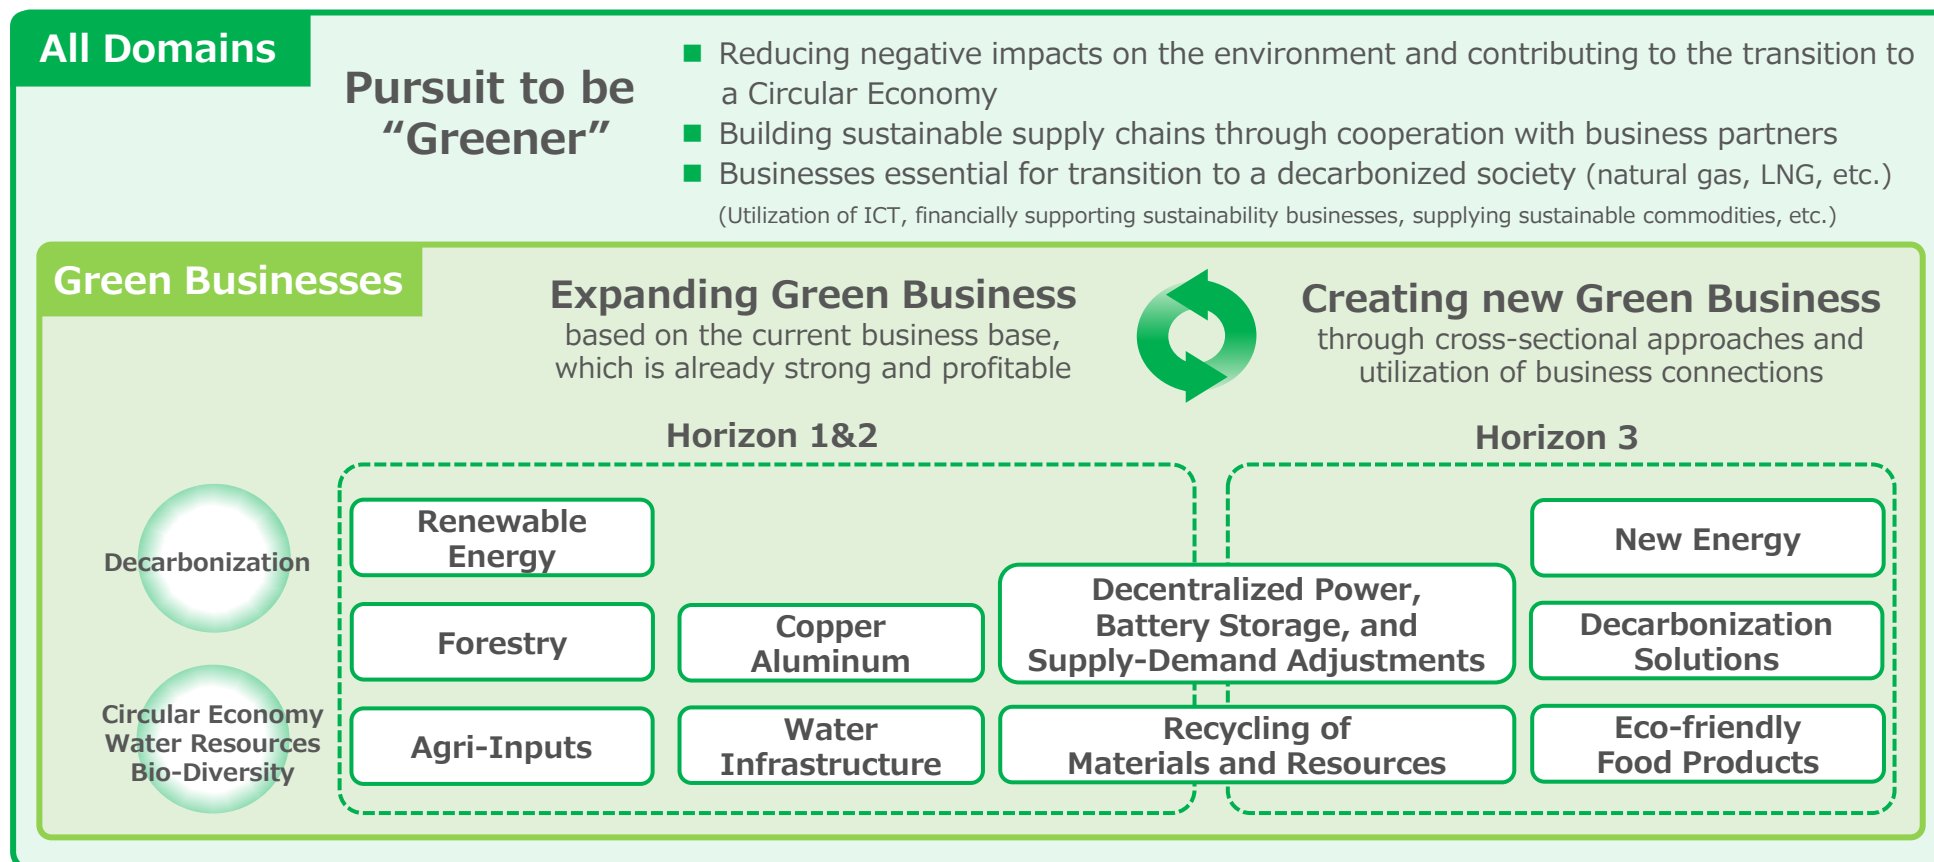 All Domains
Pursuit to be
“Greener”
■ Reducing negative impacts on the environment and contributing to the transition to
a Circular Economy
■ Building sustainable supply chains through cooperation with business partners
■ Businesses essential for transition to a decarbonized society (natural gas, LNG, etc.)
(Utilization of ICT, financially supporting sustainability businesses, supplying sustainable commodities, etc.)
Green Businesses
Expanding Green Business
based on the current business base,
which is already strong and profitable
Creating new Green Business
through cross-sectional approaches and
utilization of business connections
Horizon 1&2
Horizon 3
Decarbonization
Renewable
Energy
New Energy
Forestry
Copper
Aluminum
Decentralized Power,
Battery Storage, and
Supply-Demand Adjustments
Decarbonization
Solutions
Circular Economy
Water Resources
Bio-Diversity
Agri-Inputs
Water
Infrastructure
Recycling of
Materials and Resources
Eco-friendly
Food Products